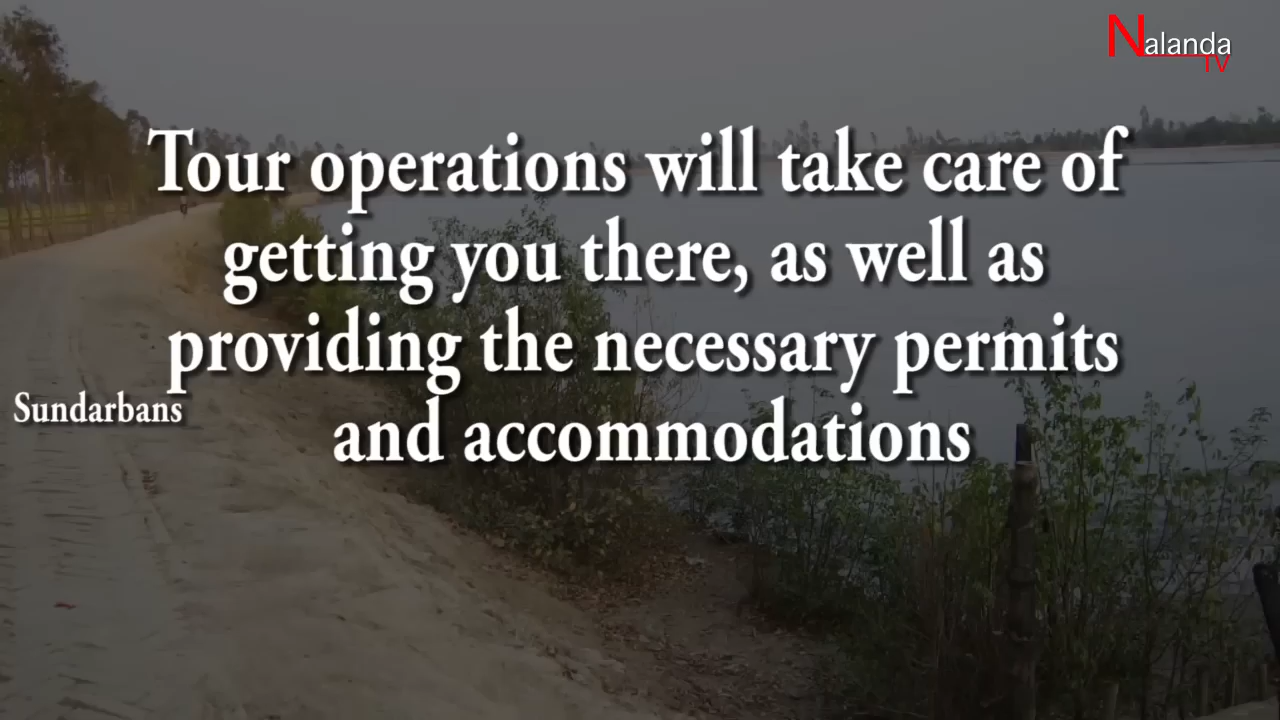 Nalanda
TV
Tour operations will take care of
getting you there, as well as
providing the necessary permits
and accommodations
Sundarbans